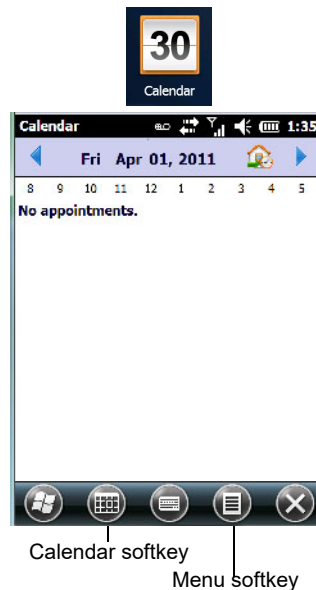 30
Calendar
Calendar 1:35
Fri Apr 01, 2011
8 9 10 11 12 1 2 3 4 5
No appointments.
Calendar softkey
Menu softkey